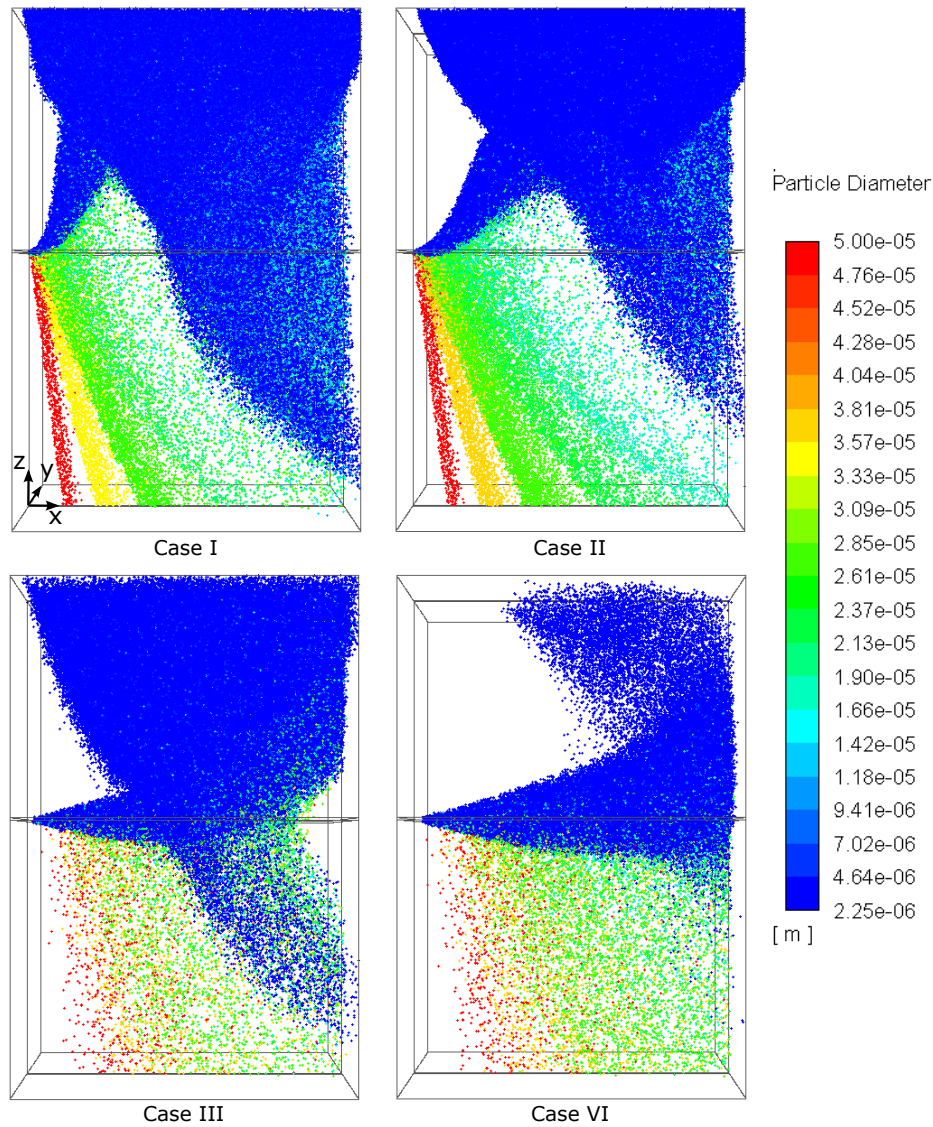 Particle Diameter
5.00e-05
4.76e-05
4.52e-05
4.28e-05
4.04e-05
3.81e-05
3.57e-05
3.33e-05
3.09e-05
2.85e-05
2.61e-05
2.37e-05
2.13e-05
1.90e-05
1.66e-05
1.42e-05
1.18e-05
9.41e-06
7.02e-06
4.64e-06
2.25e-06
[ m ]
z
y
x
Case I
Case II
Case III
Case VI